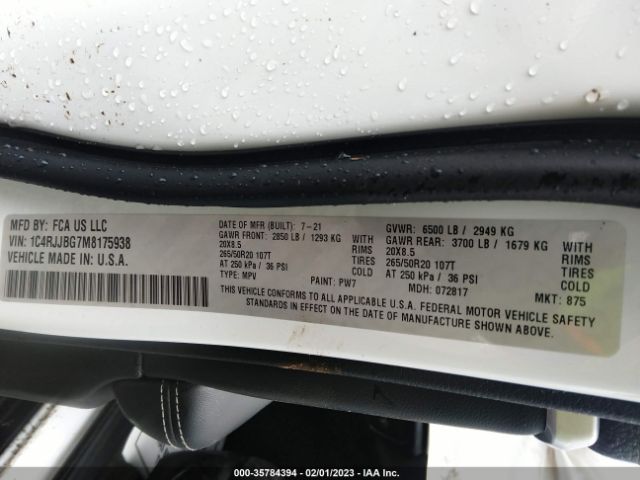 MFD BY: FCA US LLC
VIN: 1C4RJJBG7M8175938
VEHICLE MADE IN: U.S.A.
DATE OF MFR (BUILT): 7-21
GAWR FRONT: 2850 LB / 1293 KG
20X8.5 RIMS
265/50R20 107T TIRES
AT 250 kPa / 36 PSI COLD
TYPE: MPV PAINT: PW7
GVWR: 6500 LB / 2949 KG
GAWR REAR: 3700 LB / 1679 KG
20X8.5 RIMS
265/50R20 107T TIRES
AT 250 kPa / 36 PSI COLD
MDH: 072817 MKT: 875
THIS VEHICLE CONFORMS TO ALL APPLICABLE U.S.A. FEDERAL MOTOR VEHICLE SAFETY
STANDARDS IN EFFECT ON THE DATE OF MANUFACTURE SHOWN ABOVE.
000-35784394 - 02/01/2023 - IAA Inc.